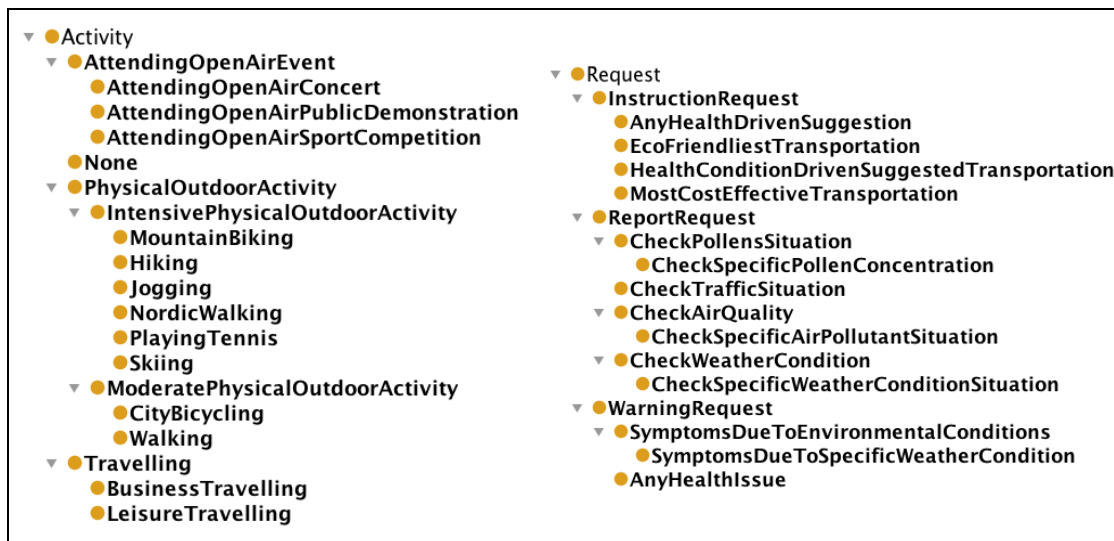 Activity
AttendingOpenAirEvent
AttendingOpenAirConcert
AttendingOpenAirPublicDemonstration
AttendingOpenAirSportCompetition
None
PhysicalOutdoorActivity
IntensivePhysicalOutdoorActivity
MountainBiking
Hiking
Jogging
NordicWalking
PlayingTennis
Skiing
ModeratePhysicalOutdoorActivity
CityBicycling
Walking
Travelling
BusinessTravelling
LeisureTravelling
Request
InstructionRequest
AnyHealthDrivenSuggestion
EcoFriendliestTransportation
HealthConditionDrivenSuggestedTransportation
MostCostEffectiveTransportation
ReportRequest
CheckPollensSituation
CheckSpecificPollenConcentration
CheckTrafficSituation
CheckAirQuality
CheckSpecificAirPollutantSituation
CheckWeatherCondition
CheckSpecificWeatherConditionSituation
WarningRequest
SymptomsDueToEnvironmentalConditions
SymptomsDueToSpecificWeatherCondition
AnyHealthIssue